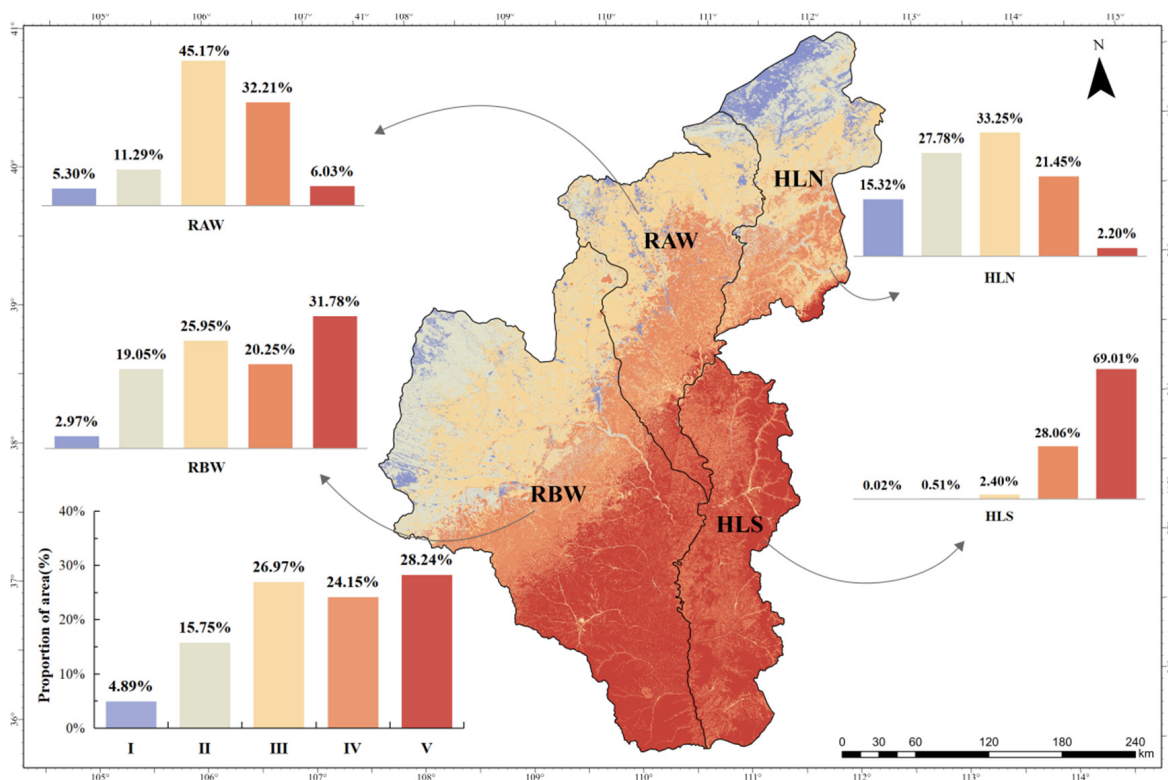 105° 106° 107° 41° 108° 109° 110° 111° 112° 113° 114° 115°
41°
40°
39°
38°
37°
36°
45.17%
32.21%
11.29%
5.30%
6.03%
RAW
31.78%
25.95%
20.25%
19.05%
2.97%
RBW
40%
30%
20%
10%
0%
Proportion of area(%)
28.24%
26.97%
24.15%
15.75%
4.89%
I II III IV V
HLN
RAW
RBW
HLS
N
33.25%
27.78%
21.45%
15.32%
2.20%
HLN
69.01%
28.06%
0.02% 0.51% 2.40%
HLS
0 30 60 120 180 240
km
105° 106° 107° 108° 109° 110° 111° 112° 113° 114°